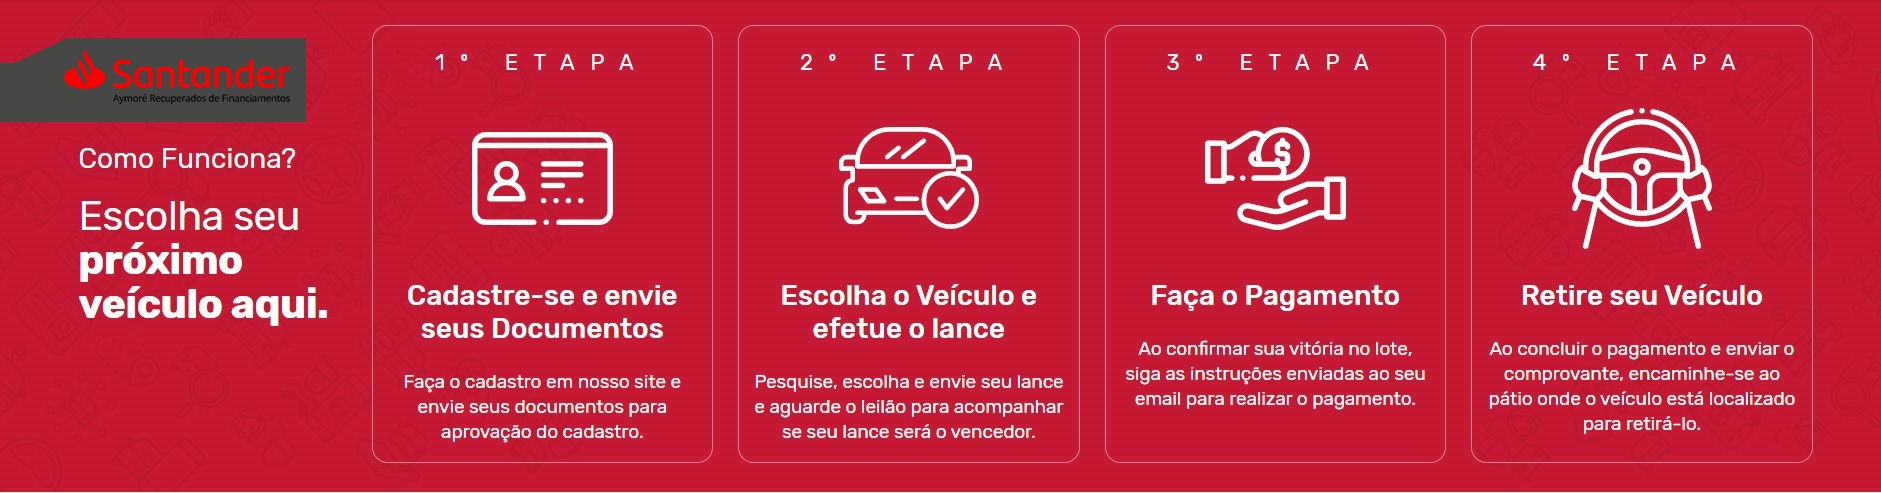 Santander
Aymoré Recuperados de Financiamentos
Como Funciona?
Escolha seu
próximo
veículo aqui.
1° ETAPA
Cadastre-se e envie
seus Documentos
Faça o cadastro em nosso site e
envie seus documentos para
aprovação do cadastro.
2° ETAPA
Escolha o Veículo e
efetue o lance
Pesquise, escolha e envie seu lance
e aguarde o leilão para acompanhar
se seu lance será o vencedor.
3° ETAPA
$
Faça o Pagamento
Ao confirmar sua vitória no lote,
siga as instruções enviadas ao seu
email para realizar o pagamento.
4° ETAPA
Retire seu Veículo
Ao concluir o pagamento e enviar o
comprovante, encaminhe-se ao
pátio onde o veículo está localizado
para retirá-lo.